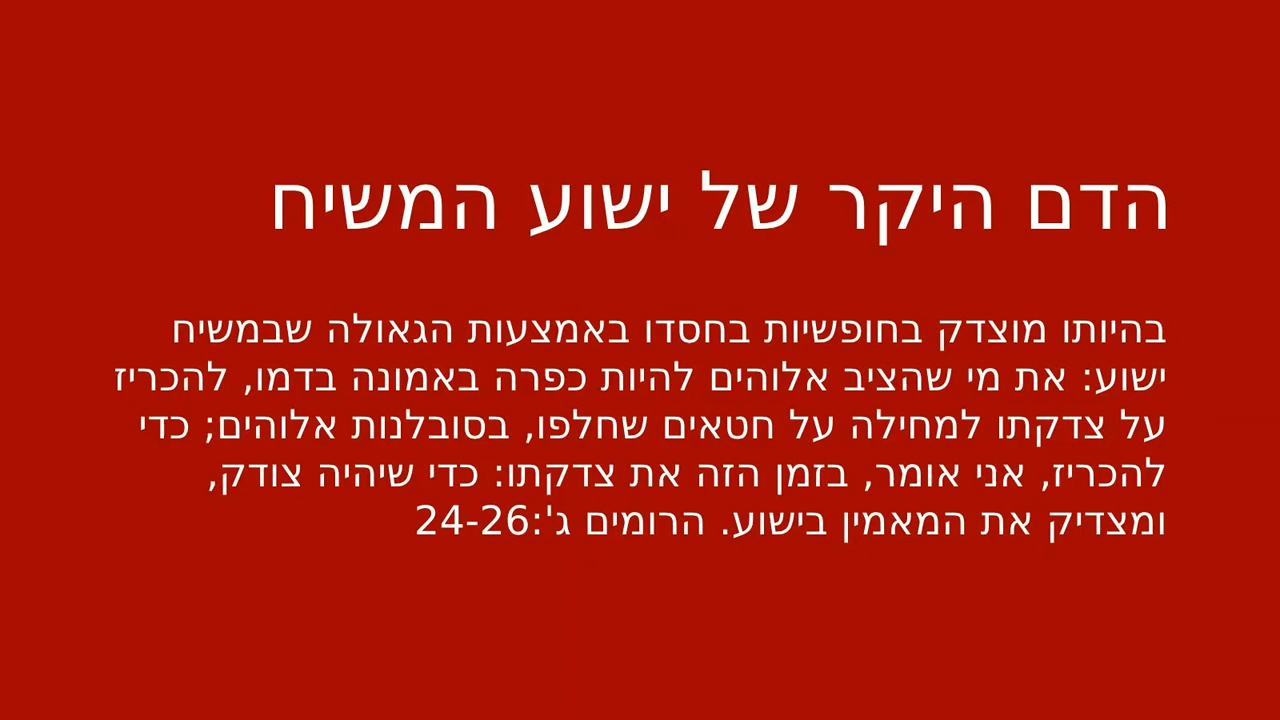 הדם היקר של ישוע המשיח
בהיותו מוצדק בחופשיות בחסדו באמצעות הגאולה שבמשיח
ישוע: את מי שהציב אלוהים להיות כפרה באמונה בדמו, להכריז
על צדקתו למחילה על חטאים שחלפו, בסובלנות אלוהים; כדי
להכריז, אני אומר, בזמן הזה את צדקתו: כדי שיהיה צודק,
ומצדיק את המאמין בישוע. הרומים ג':24-26